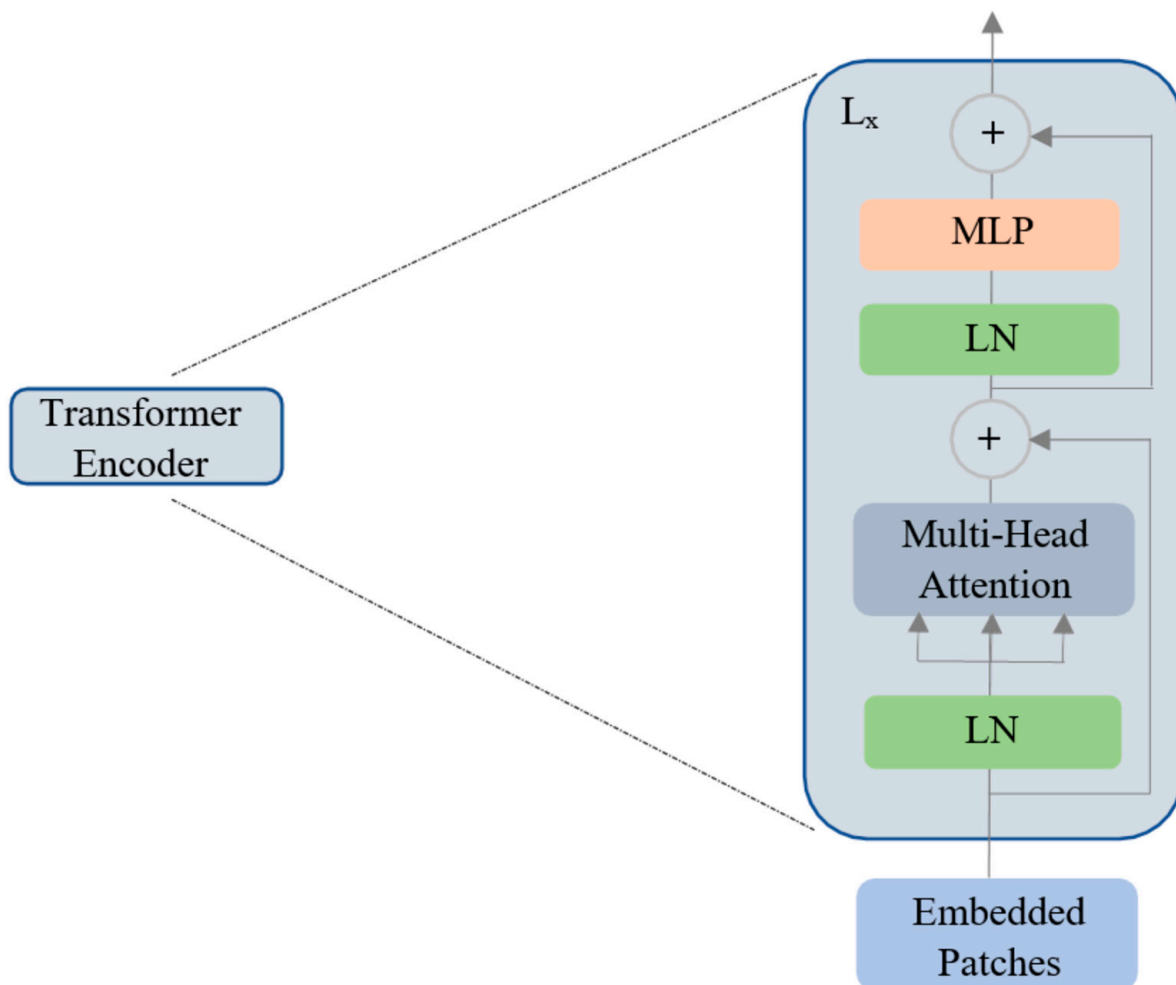 Lₓ
+
MLP
LN
+
Transformer
Encoder
Multi-Head
Attention
LN
Embedded
Patches